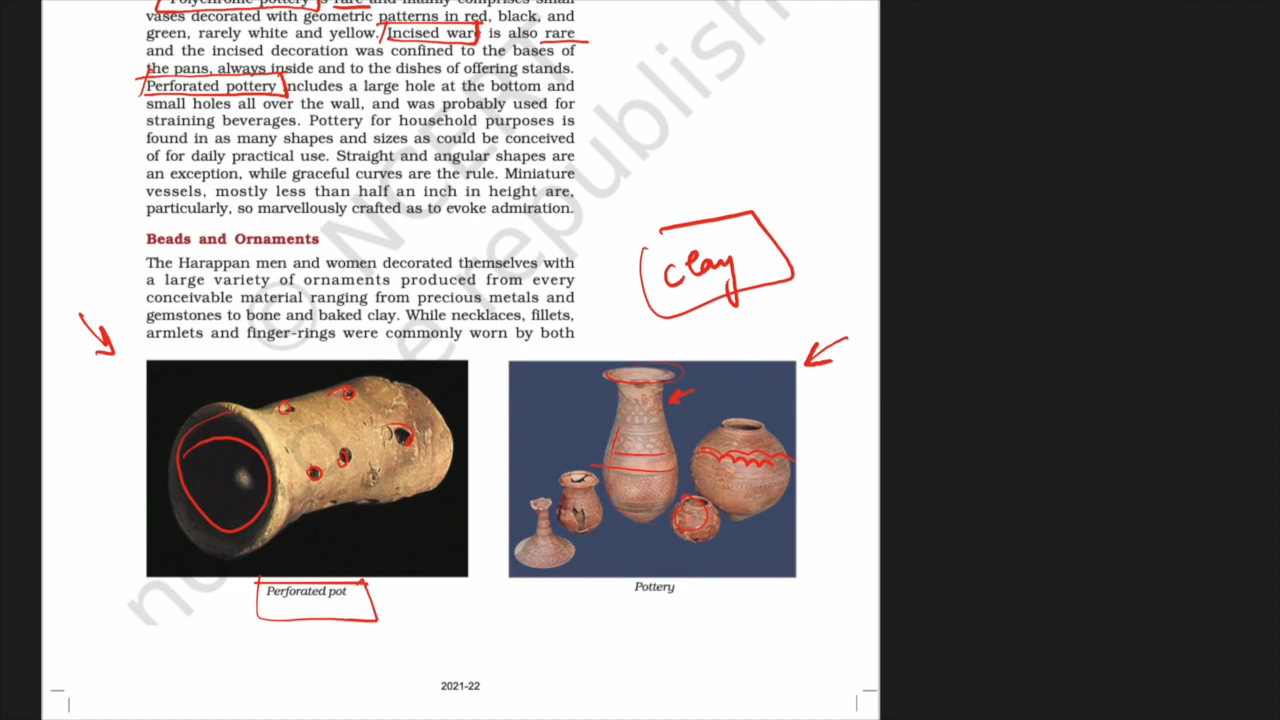 Polychrome pottery is rare and mainly comprises small
vases decorated with geometric patterns in red, black, and
green, rarely white and yellow. Incised ware is also rare
and the incised decoration was confined to the bases of
the pans, always inside and to the dishes of offering stands.
Perforated pottery includes a large hole at the bottom and
small holes all over the wall, and was probably used for
straining beverages. Pottery for household purposes is
found in as many shapes and sizes as could be conceived
of for daily practical use. Straight and angular shapes are
an exception, while graceful curves are the rule. Miniature
vessels, mostly less than half an inch in height are,
particularly, so marvellously crafted as to evoke admiration.
Beads and Ornaments
The Harappan men and women decorated themselves with
a large variety of ornaments produced from every
conceivable material ranging from precious metals and
gemstones to bone and baked clay. While necklaces, fillets,
armlets and finger-rings were commonly worn by both
clay
Perforated pot
Pottery
2021-22
© NCERT
republish